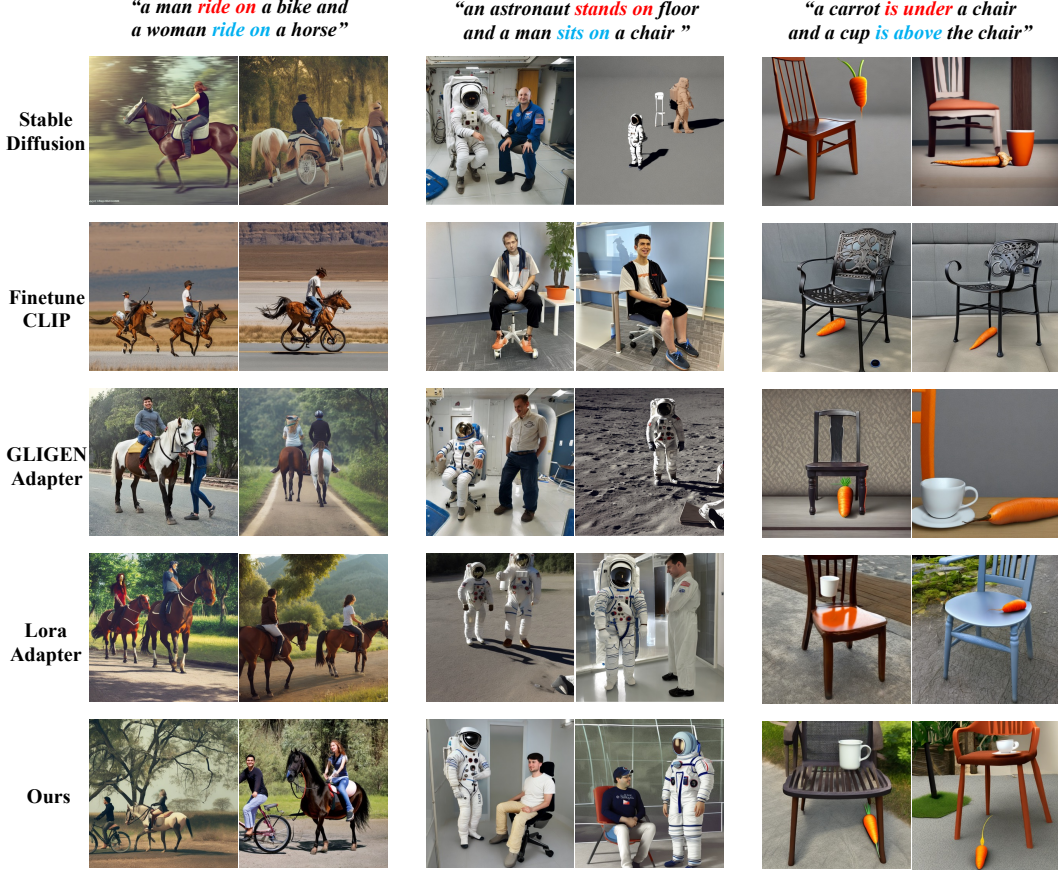 “a man ride on a bike and
a woman ride on a horse”
“an astronaut stands on floor
and a man sits on a chair ”
“a carrot is under a chair
and a cup is above the chair”
Stable
Diffusion
Finetune
CLIP
GLIGEN
Adapter
Lora
Adapter
Ours